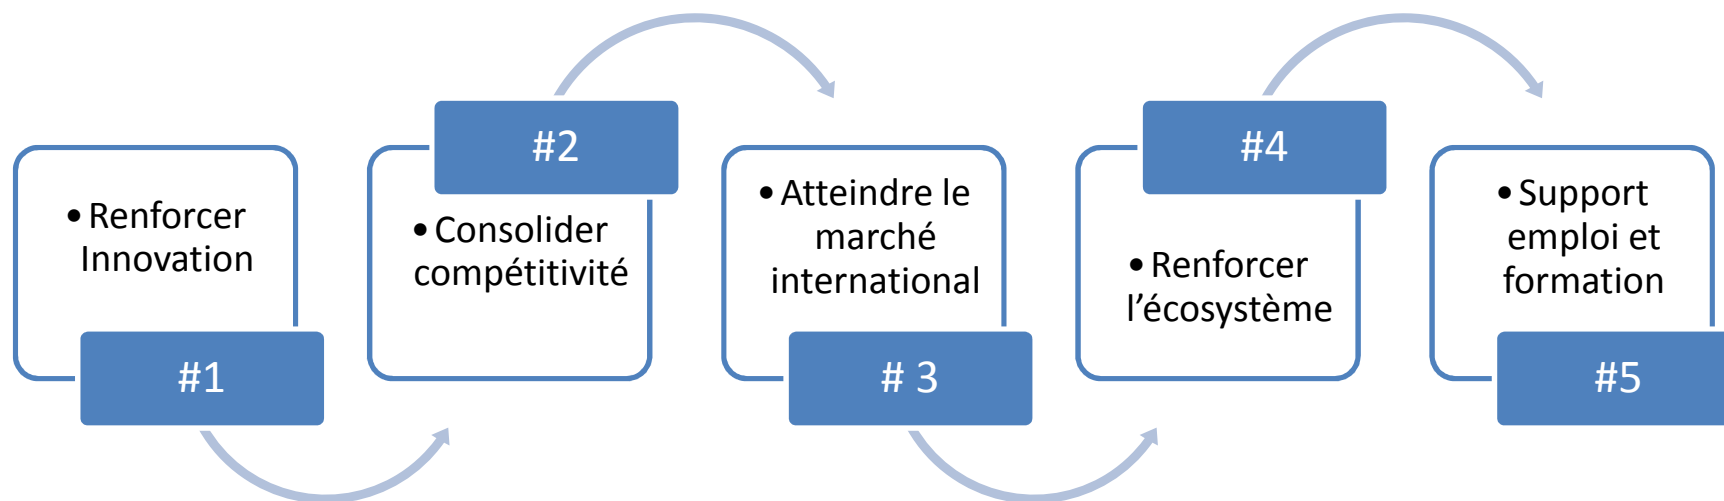 • Renforcer
Innovation
#1
#2
• Consolider
compétitivité
• Atteindre le
marché
international
# 3
#4
• Renforcer
l’écosystème
• Support
emploi et
formation
#5